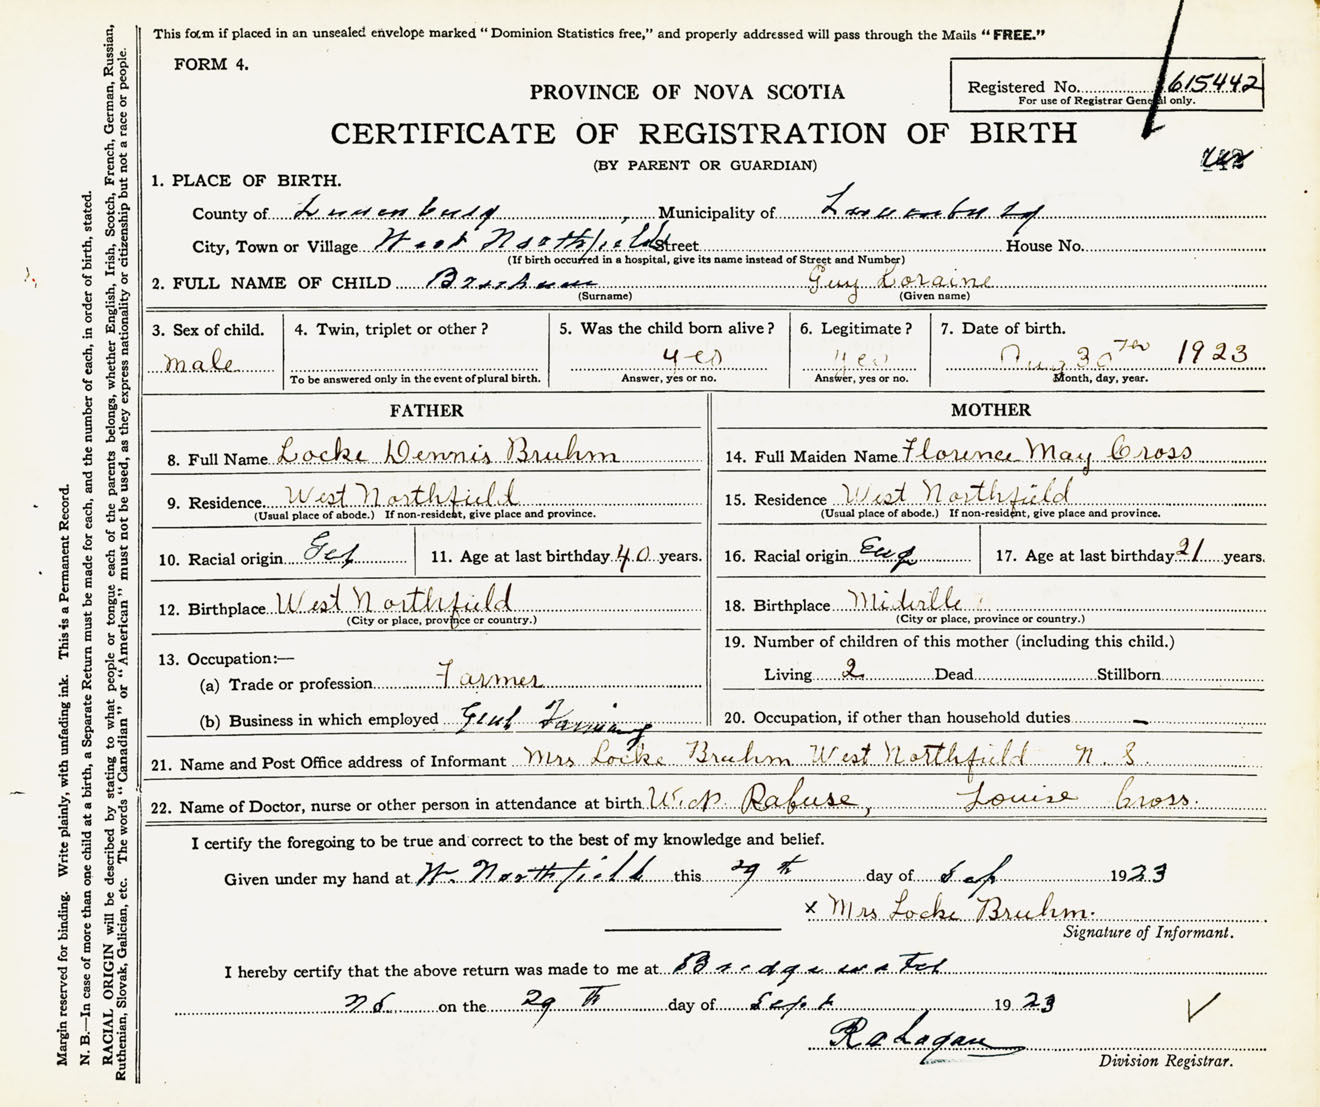 This form if placed in an unsealed envelope marked "Dominion Statistics free," and properly addressed will pass through the Mails "FREE."
FORM 4.
Registered No. 615442
For use of Registrar General only.
PROVINCE OF NOVA SCOTIA
CERTIFICATE OF REGISTRATION OF BIRTH
(BY PARENT OR GUARDIAN)
1. PLACE OF BIRTH.
County of Lunenburg, Municipality of Lunenburg
City, Town or Village West Northfield Street House No.
(If birth occurred in a hospital, give its name instead of Street and Number)
2. FULL NAME OF CHILD Bruhm Guy Loraine
(Surname) (Given name)
3. Sex of child. 4. Twin, triplet or other? 5. Was the child born alive? 6. Legitimate? 7. Date of birth.
male yes yes Aug 30th 1923
To be answered only in the event of plural birth. Answer, yes or no. Answer, yes or no. Month, day, year.
FATHER MOTHER
8. Full Name Locke Dennis Bruhm 14. Full Maiden Name Florence May Cross
9. Residence West Northfield 15. Residence West Northfield
(Usual place of abode.) If non-resident, give place and province. (Usual place of abode.) If non-resident, give place and province.
10. Racial origin 11. Age at last birthday 40 years. 16. Racial origin Eng 17. Age at last birthday 21 years.
12. Birthplace West Northfield 18. Birthplace Midville
(City or place, province or country.) (City or place, province or country.)
19. Number of children of this mother (including this child.)
13. Occupation:—
(a) Trade or profession Farmer Living 2 Dead Stillborn
(b) Business in which employed Genl Farming 20. Occupation, if other than household duties —
21. Name and Post Office address of Informant Mrs Locke Bruhm West Northfield N. S.
22. Name of Doctor, nurse or other person in attendance at birth W. N. Rafuse, Louise Cross.
I certify the foregoing to be true and correct to the best of my knowledge and belief.
Given under my hand at W. Northfield this 29th day of Sep 1923
x Mrs Locke Bruhm.
Signature of Informant.
I hereby certify that the above return was made to me at Bridgewater
NS on the 29th day of Sept 1923
Division Registrar.
Margin reserved for binding. Write plainly, with unfading ink. This is a Permanent Record.
N. B.—In case of more than one child at a birth, a Separate Return must be made for each, and the number of each, in order of birth, stated.
RACIAL ORIGIN will be described by stating to what people or tongue each of the parents belongs, whether English, Irish, Scotch, French, German, Russian,
Ruthenian, Slovak, Galician, etc. The words "Canadian" or "American" must not be used, as they express nationality or citizenship but not a race or people.